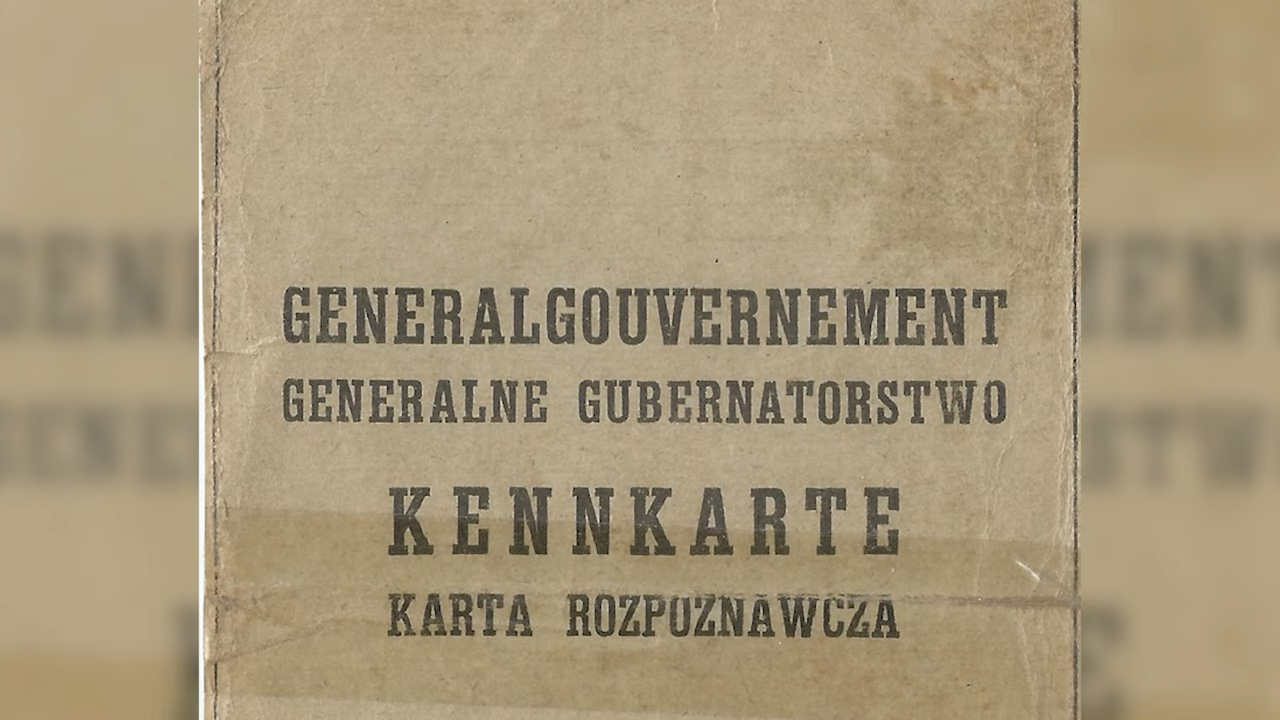 GENERALGOUVERNEMENT
GENERALNE GUBERNATORSTWO
KENNKARTE
KARTA ROZPOZNAWCZA